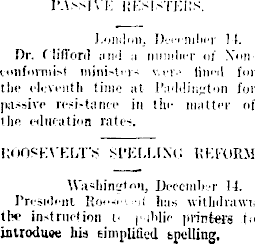 PASSIVE RESISTERS.
London, December 14.
Dr. Clifford and a number of Non-
conformist ministers were fined for
the eleventh time at Paddington for
passive resistance in the matter of
the education rates.
ROOSEVELT'S SPELLING REFORM
Washington, December 14.
President Roosevelt has withdrawn
the instruction to public printers to
introduce his simplified spelling.